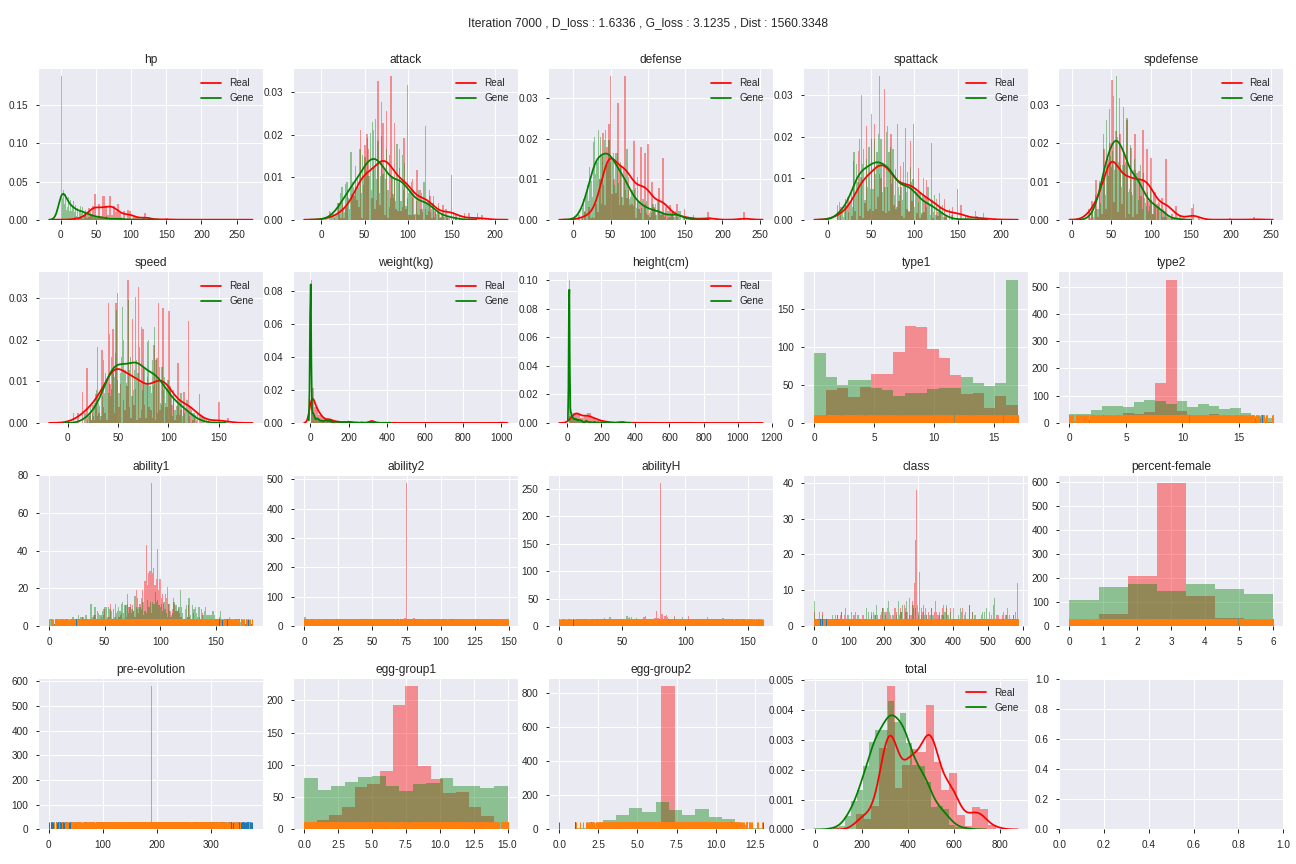 Iteration 7000 , D_loss : 1.6336 , G_loss : 3.1235 , Dist : 1560.3348
hp attack defense spattack spdefense
Real Real Real Real Real
Gene Gene Gene Gene Gene
0.15 0.03 0.03 0.03 0.03
0.10 0.02 0.02 0.02 0.02
0.05 0.01 0.01 0.01 0.01
0.00 0.00 0.00 0.00 0.00
0 50 100 150 200 250 0 50 100 150 200 0 50 100 150 200 250 0 50 100 150 200 0 50 100 150 200 250
speed weight(kg) height(cm) type1 type2
Real Real Real
Gene Gene Gene
0.03 0.08 0.10 150 500
0.02 0.06 0.08 100 400
0.01 0.04 0.06 50 300
0.00 0.02 0.04 0 200
0.00 0.02 100
0.00 0
0 50 100 150 0 200 400 600 800 1000 0 200 400 600 800 1000 1200 5 10 15 0 5 10 15
0
ability1 ability2 abilityH class percent-female
80 500 250 40 600
60 400 200 30 500
40 300 150 20 400
20 200 100 10 300
0 100 50 0 200
0 0 100
0
0 50 100 150 0 25 50 75 100 125 150 0 50 100 150 0 100 200 300 400 500 600 0 1 2 3 4 5 6
pre-evolution egg-group1 egg-group2 total
Real
Gene
600 200 800 0.005 1.0
500 150 600 0.004 0.8
400 100 400 0.003 0.6
300 50 200 0.002 0.4
200 0 0 0.001 0.2
100 0.000 0.0
0
0 100 200 300 0.0 2.5 5.0 7.5 10.0 12.5 15.0 0.0 2.5 5.0 7.5 10.0 12.5 0 200 400 600 800 0.0 0.2 0.4 0.6 0.8 1.0